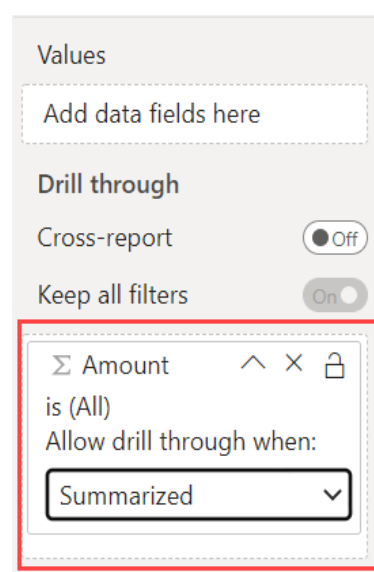 Values
Add data fields here
Drill through
Cross-report Off
Keep all filters On
Σ Amount
is (All)
Allow drill through when:
Summarized